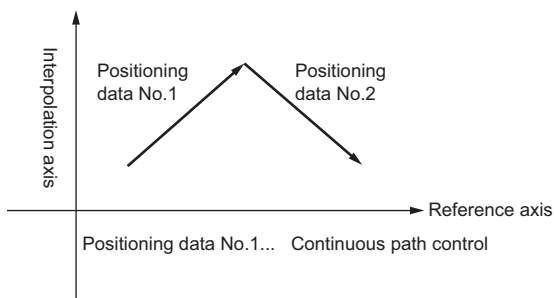 Interpolation axis
Positioning
data No.1
Positioning
data No.2
Reference axis
Positioning data No.1... Continuous path control